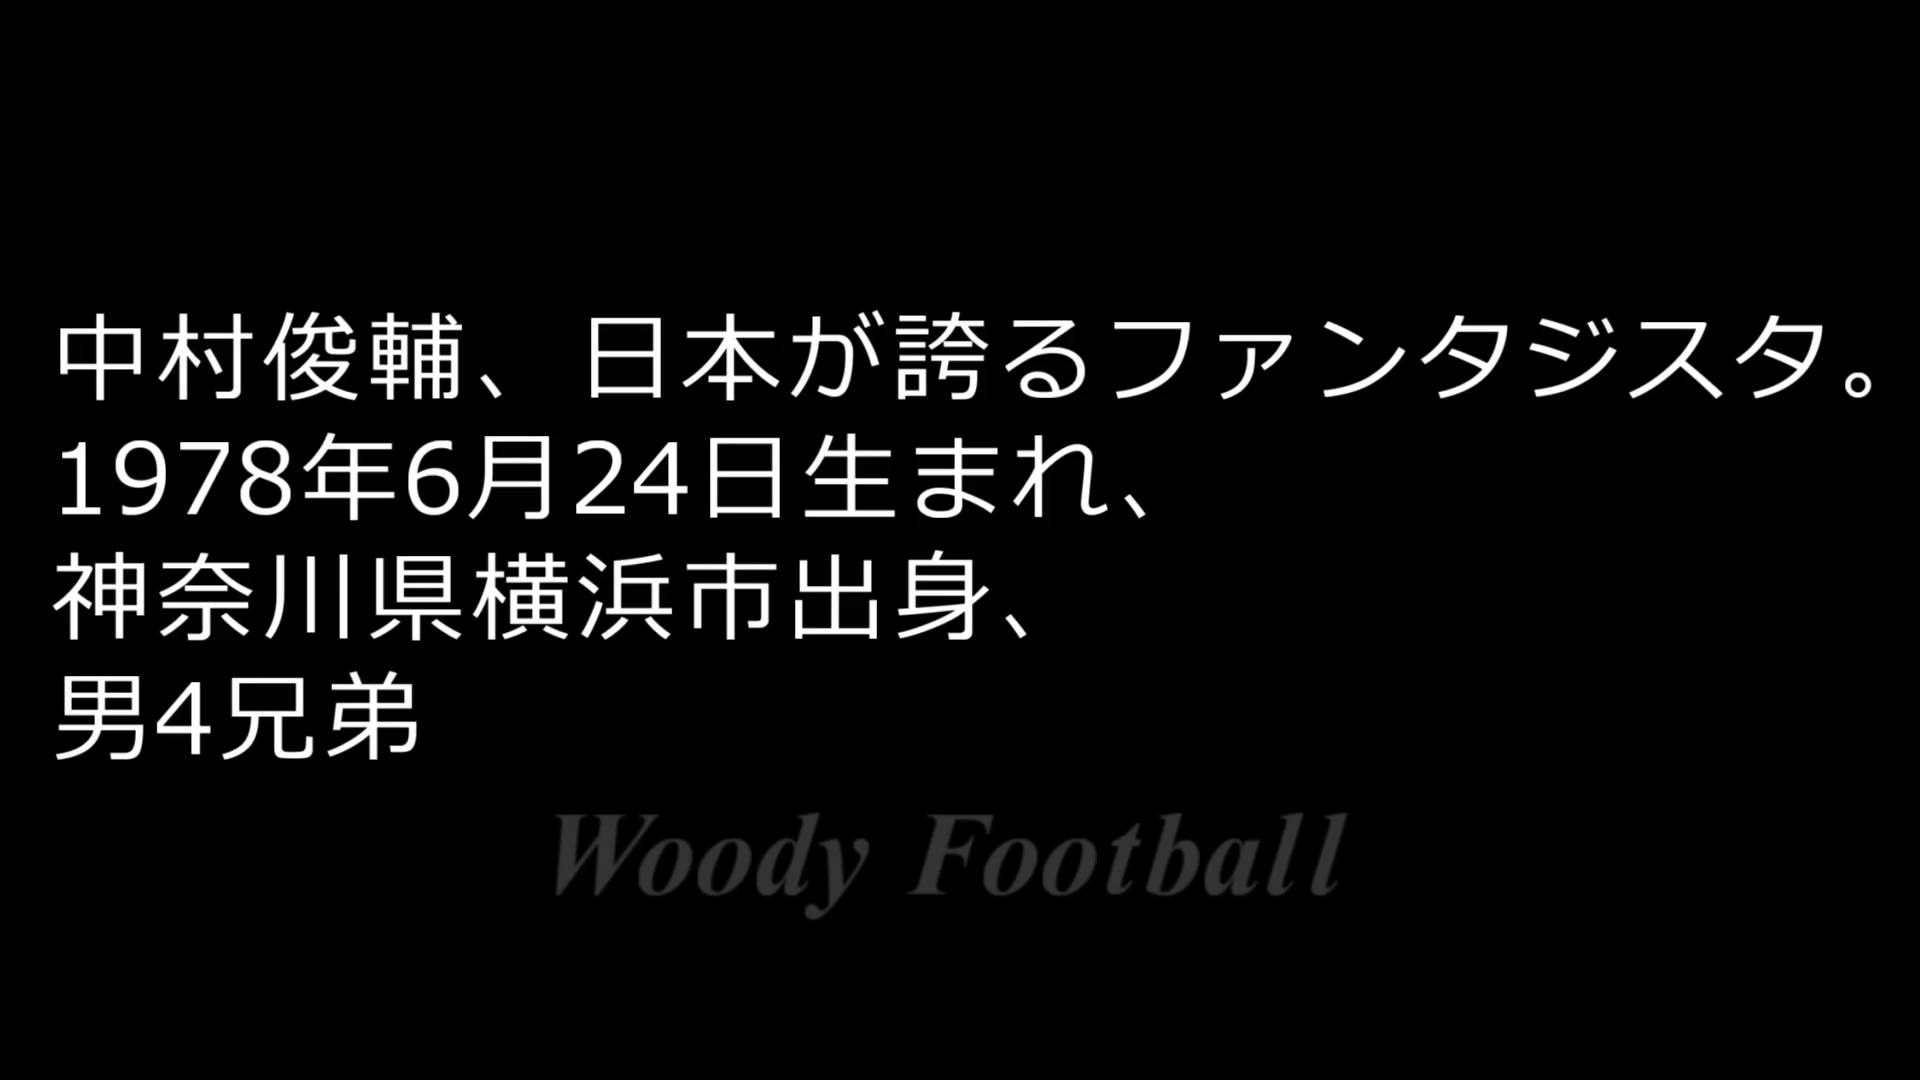 中村俊輔、日本が誇るファンタジスタ。
1978年6月24日生まれ、
神奈川県横浜市出身、
男4兄弟
Woody Football